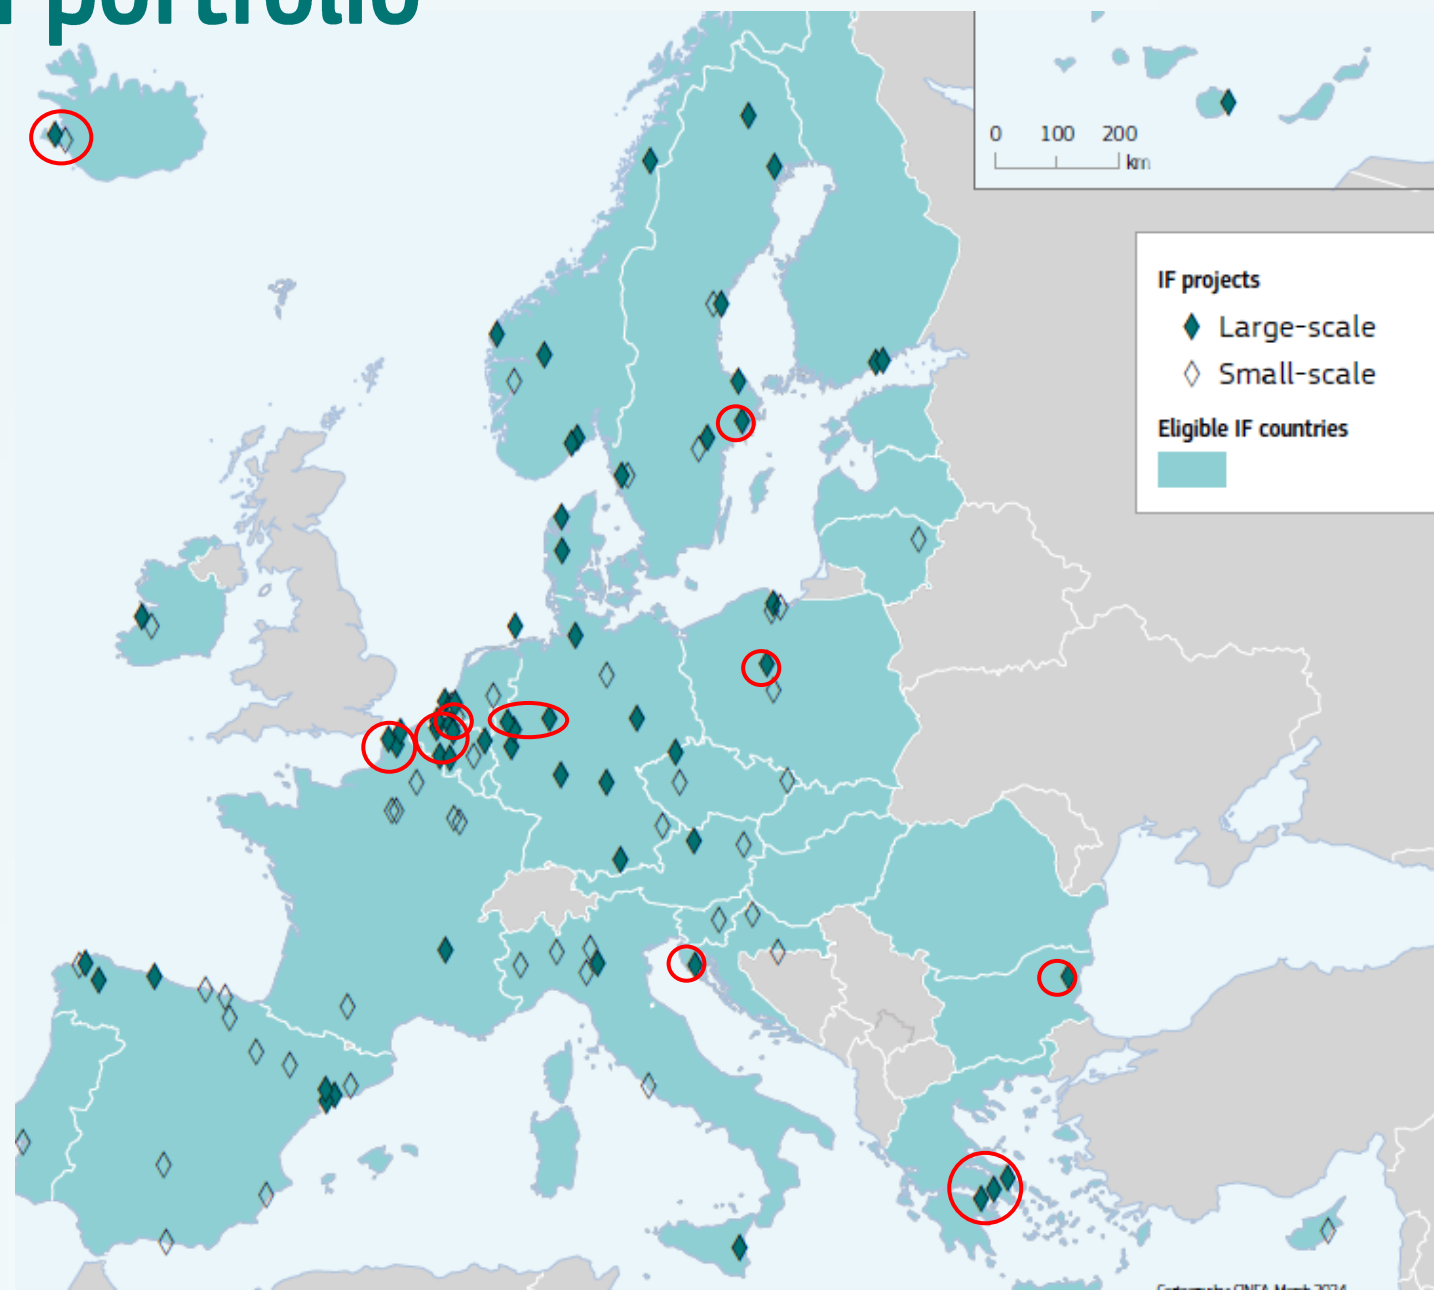 portfolio
0 100 200
km
IF projects
Large-scale
Small-scale
Eligible IF countries